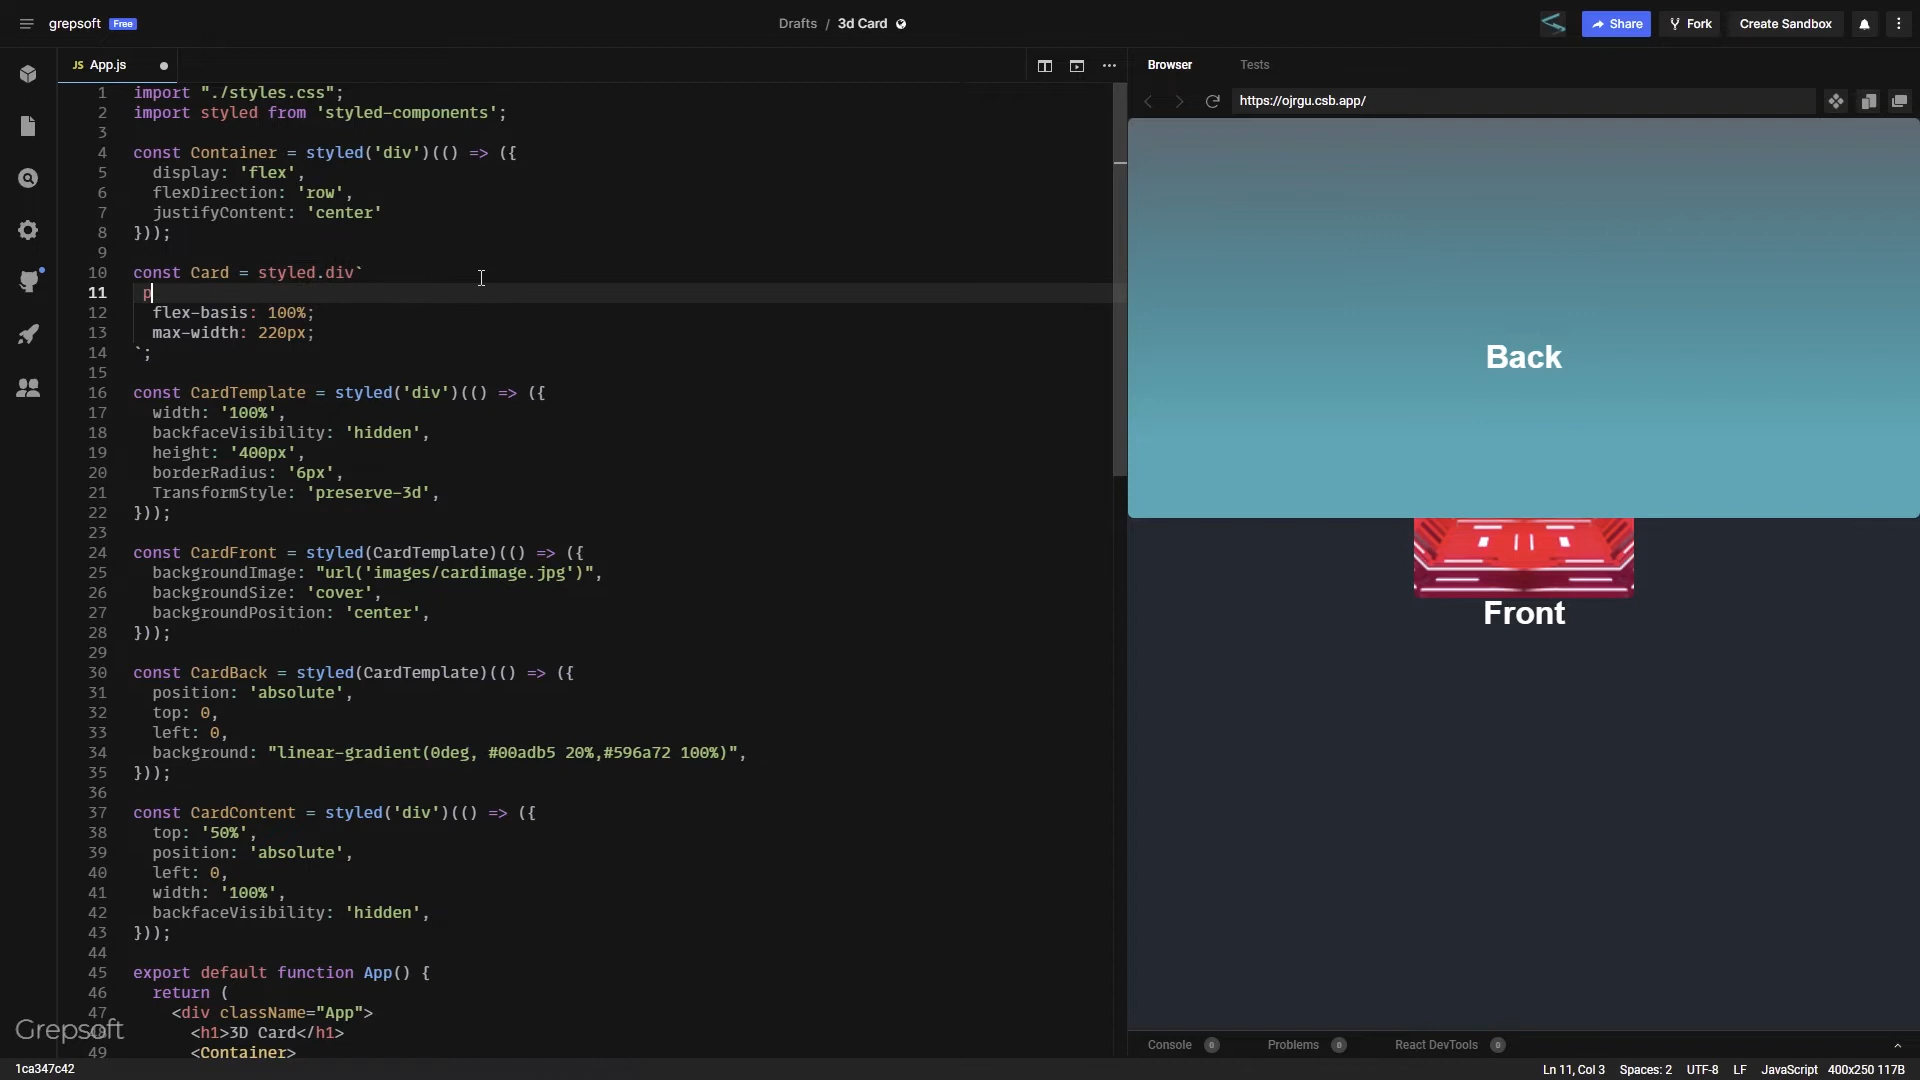 grepsoft Free
Drafts / 3d Card
Share
Fork
Create Sandbox
JS App.js
Browser
Tests
https://ojrgu.csb.app/
1 import "./styles.css";
2 import styled from 'styled-components';
3
4 const Container = styled('div')(() => ({
5 display: 'flex',
6 flexDirection: 'row',
7 justifyContent: 'center'
8 }));
9
10 const Card = styled.div`
11 p
12 flex-basis: 100%;
13 max-width: 220px;
14 `;
15
16 const CardTemplate = styled('div')(() => ({
17 width: '100%',
18 backfaceVisibility: 'hidden',
19 height: '400px',
20 borderRadius: '6px',
21 TransformStyle: 'preserve-3d',
22 }));
23
24 const CardFront = styled(CardTemplate)(() => ({
25 backgroundImage: "url('images/cardimage.jpg')",
26 backgroundSize: 'cover',
27 backgroundPosition: 'center',
28 }));
29
30 const CardBack = styled(CardTemplate)(() => ({
31 position: 'absolute',
32 top: 0,
33 left: 0,
34 background: "linear-gradient(0deg, #00adb5 20%,#596a72 100%)",
35 }));
36
37 const CardContent = styled('div')(() => ({
38 top: '50%',
39 position: 'absolute',
40 left: 0,
41 width: '100%',
42 backfaceVisibility: 'hidden',
43 }));
44
45 export default function App() {
46 return (
47 <div className="App">
48 <h1>3D Card</h1>
49 <Container>
Grepsoft
Back
Front
Console 0
Problems 0
React DevTools 0
1ca347c42
Ln 11, Col 3
Spaces: 2
UTF-8
LF
JavaScript
400x250 117B